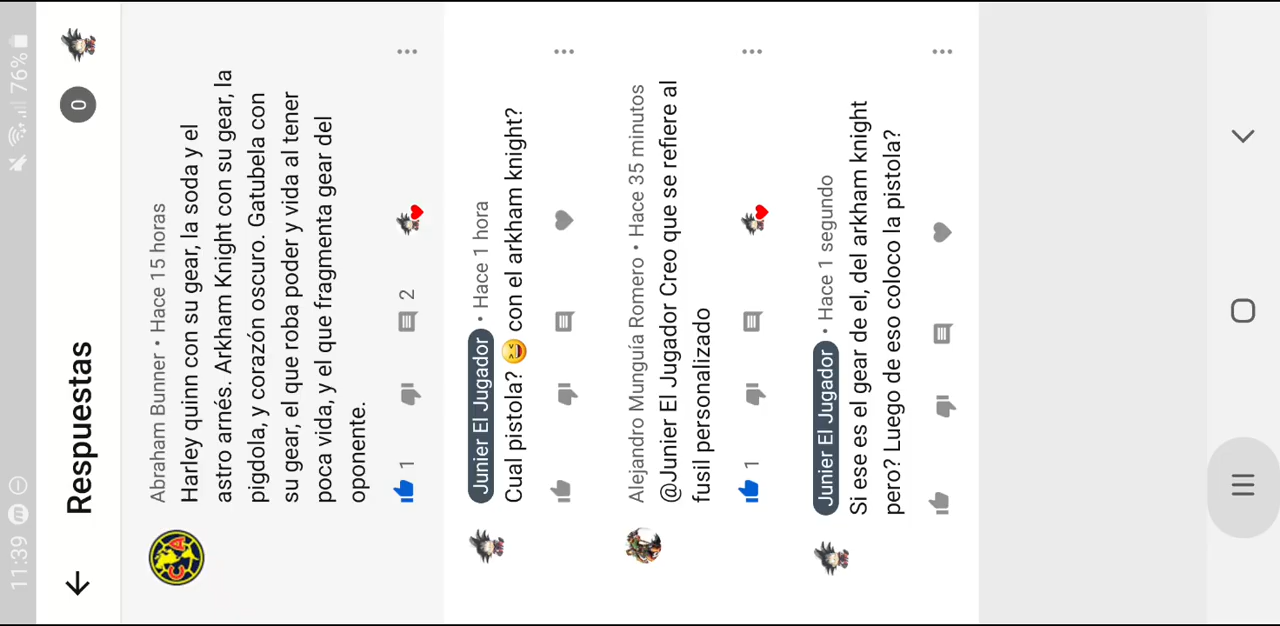 11:39
76%
Respuestas
0
Abraham Bunner • Hace 15 horas
Harley quinn con su gear, la soda y el
astro arnés. Arkham Knight con su gear, la
pigdola, y corazón oscuro. Gatubela con
su gear, el que roba poder y vida al tener
poca vida, y el que fragmenta gear del
oponente.
1
2
Junier El Jugador • Hace 1 hora
Cual pistola? 😆 con el arkham knight?
Alejandro Munguía Romero • Hace 35 minutos
@Junier El Jugador Creo que se refiere al
fusil personalizado
1
Junier El Jugador • Hace 1 segundo
Si ese es el gear de el, del arkham knight
pero? Luego de eso coloco la pistola?